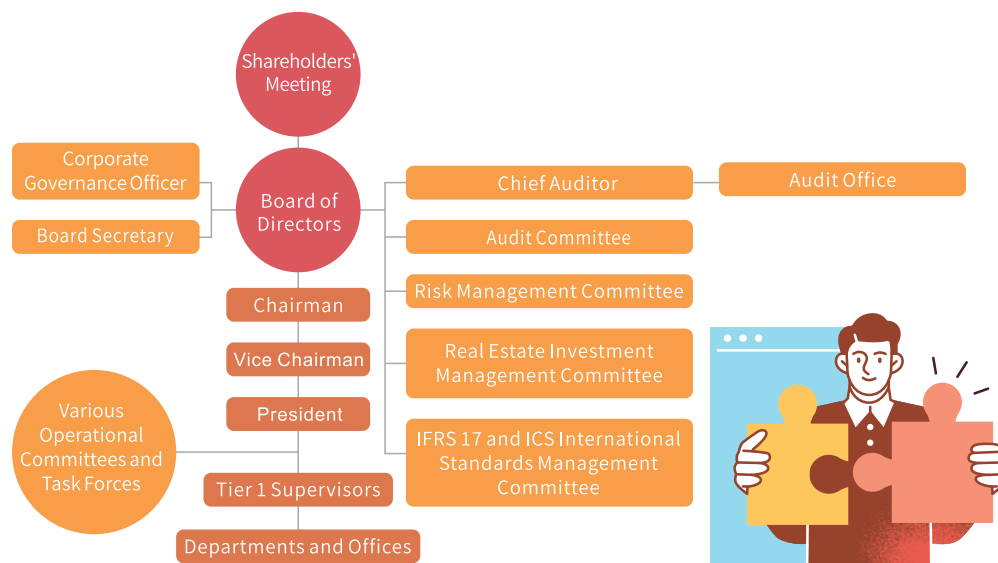 Shareholders'
Meeting
Corporate
Governance Officer
Board Secretary
Board of
Directors
Chief Auditor
Audit Office
Audit Committee
Risk Management Committee
Real Estate Investment
Management Committee
IFRS 17 and ICS International
Standards Management
Committee
Chairman
Vice Chairman
President
Various
Operational
Committees and
Task Forces
Tier 1 Supervisors
Departments and Offices